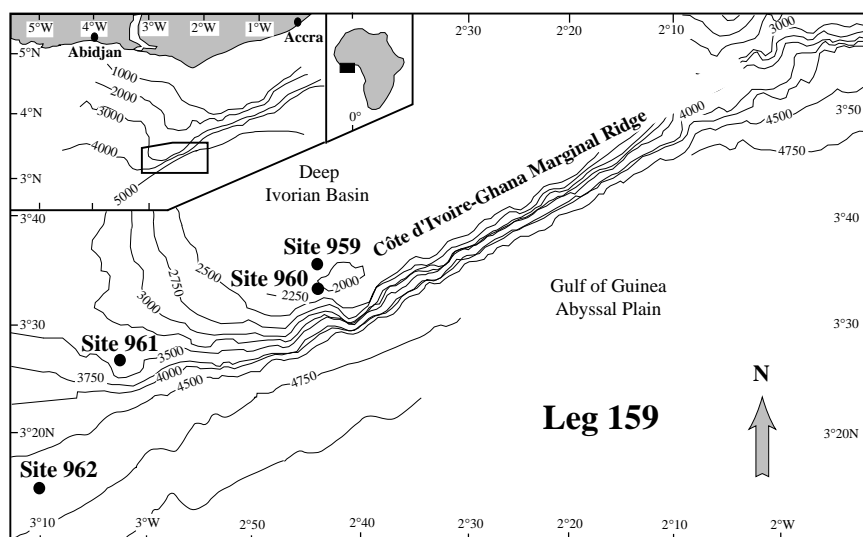 5°W 4°W 3°W 2°W 1°W
Abidjan
Accra
5°N
4°N
3°N
1000
2000
3000
4000
5000
0°
2°20
2°10
3000
3°50
4000
4500
4750
Deep
Ivorian Basin
Côte d'Ivoire-Ghana Marginal Ridge
3°40
3°40
Site 959
Site 960
2000
2250
2500
2750
3000
Gulf of Guinea
Abyssal Plain
3°30
3°30
Site 961
3500
3750
4000
4500
4750
N
Leg 159
3°20N
3°20N
Site 962
3°10
3°W
2°50
2°40
2°30
2°20
2°10
2°W